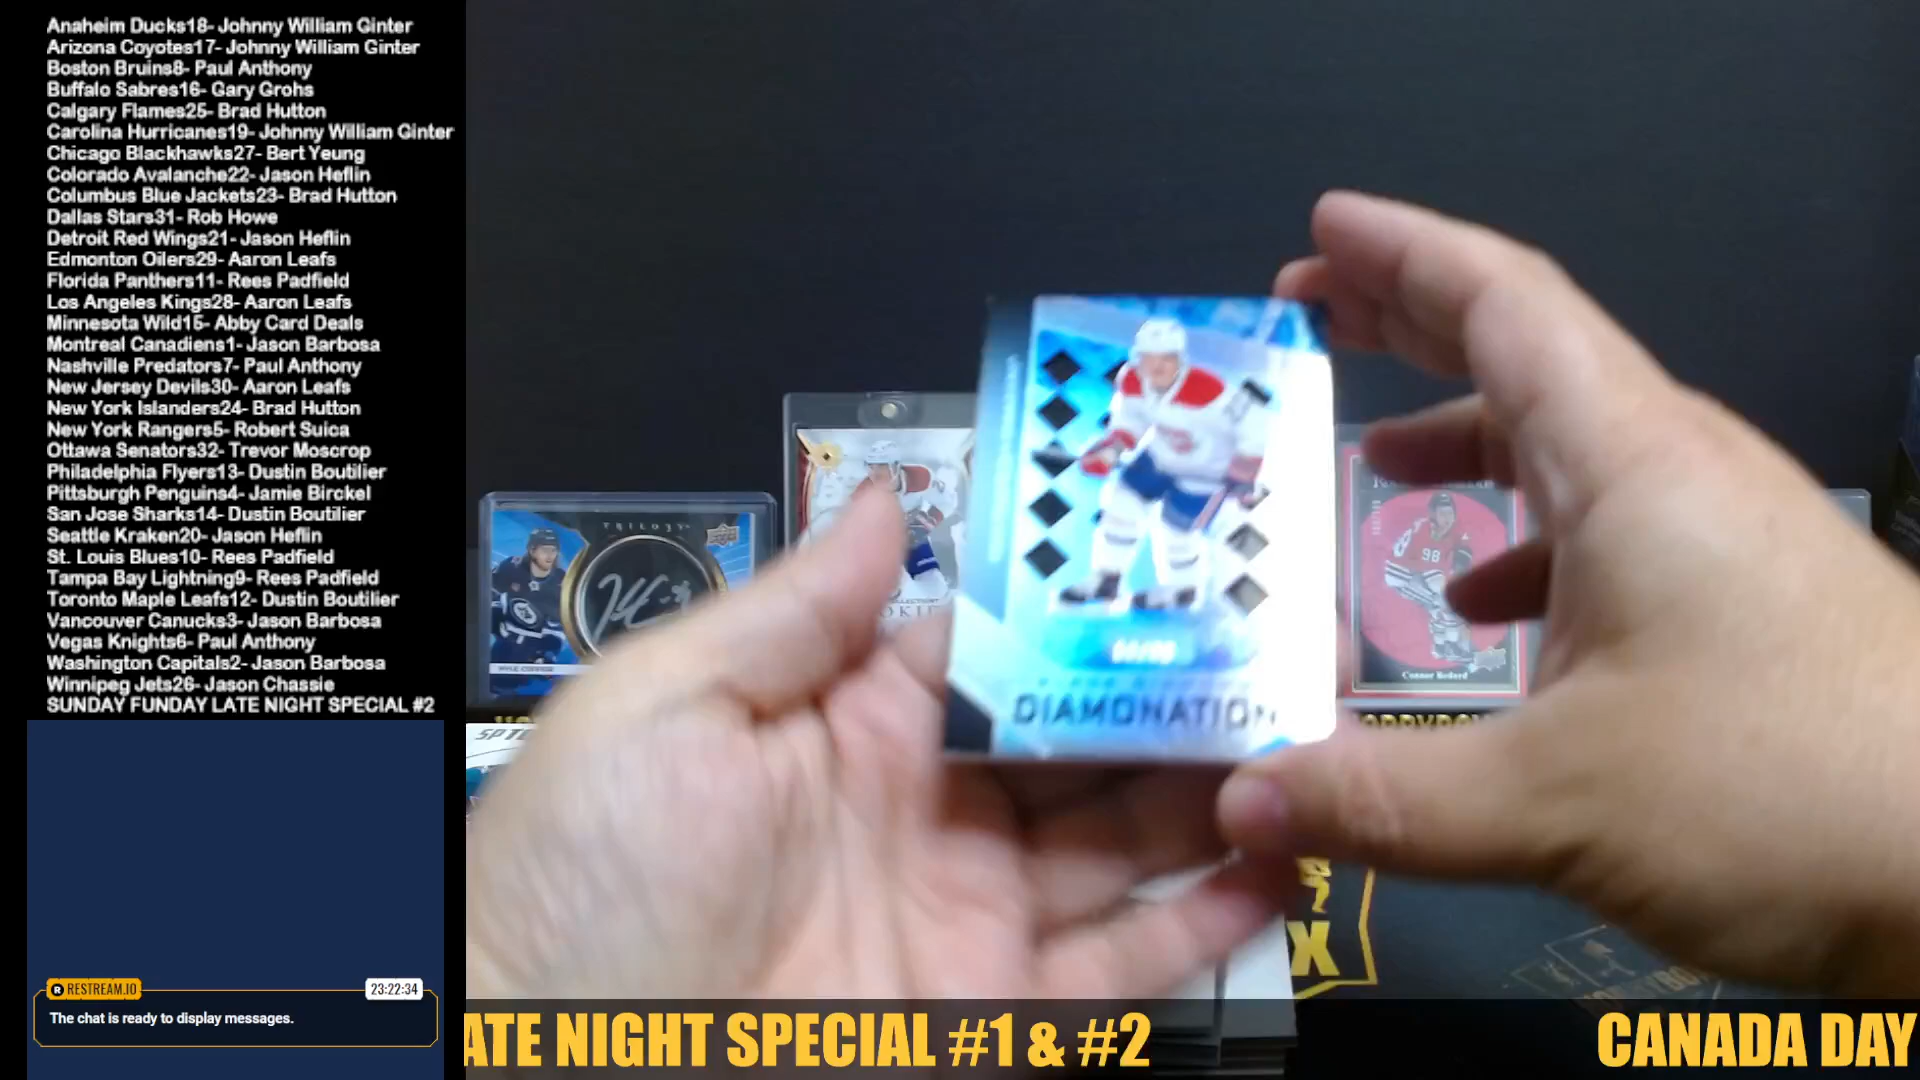 Anaheim Ducks18- Johnny William Ginter
Arizona Coyotes17- Johnny William Ginter
Boston Bruins8- Paul Anthony
Buffalo Sabres16- Gary Grohs
Calgary Flames25- Brad Hutton
Carolina Hurricanes19- Johnny William Ginter
Chicago Blackhawks27- Bert Yeung
Colorado Avalanche22- Jason Heflin
Columbus Blue Jackets23- Brad Hutton
Dallas Stars31- Rob Howe
Detroit Red Wings21- Jason Heflin
Edmonton Oilers29- Aaron Leafs
Florida Panthers11- Rees Padfield
Los Angeles Kings28- Aaron Leafs
Minnesota Wild15- Abby Card Deals
Montreal Canadiens1- Jason Barbosa
Nashville Predators7- Paul Anthony
New Jersey Devils30- Aaron Leafs
New York Islanders24- Brad Hutton
New York Rangers5- Robert Suica
Ottawa Senators32- Trevor Moscrop
Philadelphia Flyers13- Dustin Boutilier
Pittsburgh Penguins4- Jamie Birckel
San Jose Sharks14- Dustin Boutilier
Seattle Kraken20- Jason Heflin
St. Louis Blues10- Rees Padfield
Tampa Bay Lightning9- Rees Padfield
Toronto Maple Leafs12- Dustin Boutilier
Vancouver Canucks3- Jason Barbosa
Vegas Knights6- Paul Anthony
Washington Capitals2- Jason Barbosa
Winnipeg Jets26- Jason Chassie
SUNDAY FUNDAY LATE NIGHT SPECIAL #2
RESTREAM.IO
23:22:34
The chat is ready to display messages.
TRILOGY
98
Connor Bedard
DIAMONATION
X
ATE NIGHT SPECIAL #1 & #2
CANADA DAY